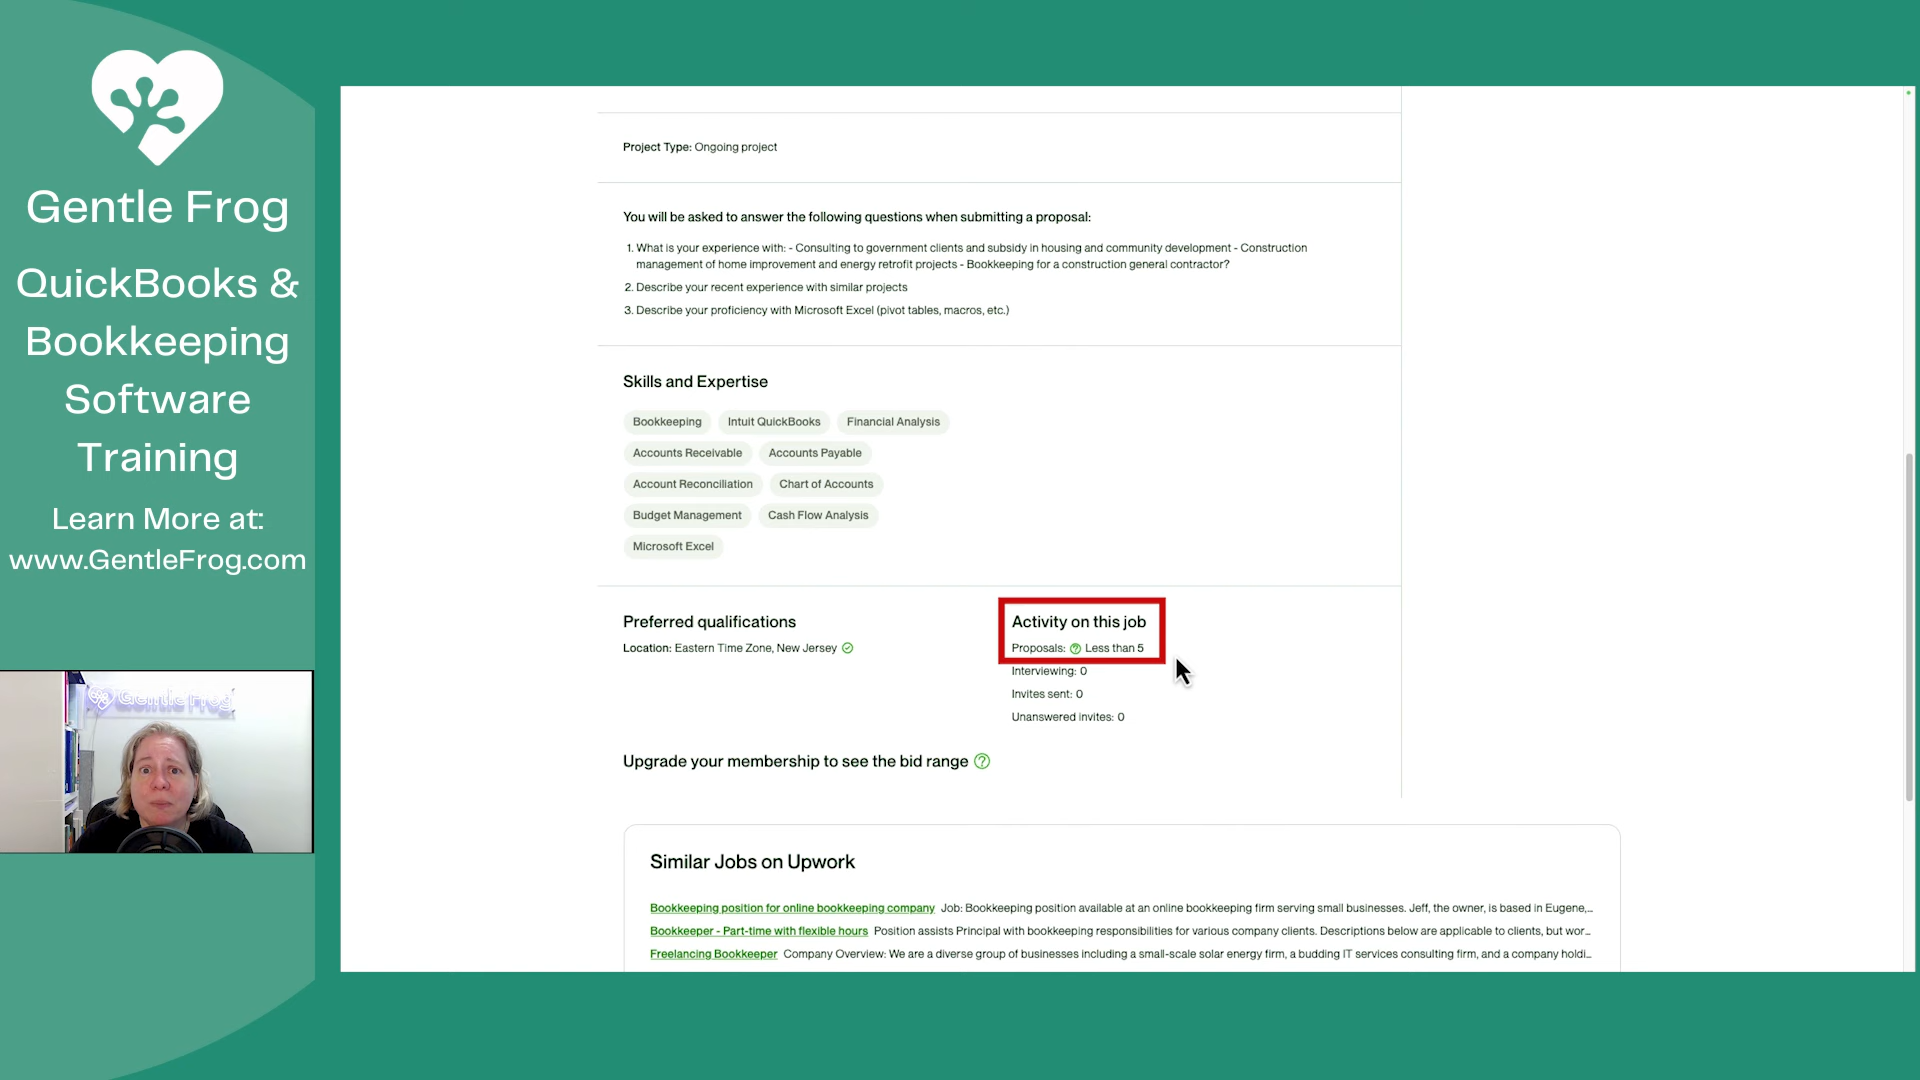 Gentle Frog
QuickBooks &
Bookkeeping
Software
Training
Learn More at:
www.GentleFrog.com
Gentle Frog
Project Type: Ongoing project
You will be asked to answer the following questions when submitting a proposal:
1. What is your experience with: - Consulting to government clients and subsidy in housing and community development - Construction
management of home improvement and energy retrofit projects - Bookkeeping for a construction general contractor?
2. Describe your recent experience with similar projects
3. Describe your proficiency with Microsoft Excel (pivot tables, macros, etc.)
Skills and Expertise
Bookkeeping Intuit QuickBooks Financial Analysis
Accounts Receivable Accounts Payable
Account Reconciliation Chart of Accounts
Budget Management Cash Flow Analysis
Microsoft Excel
Preferred qualifications
Location: Eastern Time Zone, New Jersey
Activity on this job
Proposals: Less than 5
Interviewing: 0
Invites sent: 0
Unanswered invites: 0
Upgrade your membership to see the bid range
Similar Jobs on Upwork
Bookkeeping position for online bookkeeping company Job: Bookkeeping position available at an online bookkeeping firm serving small businesses. Jeff, the owner, is based in Eugene,...
Bookkeeper - Part-time with flexible hours Position assists Principal with bookkeeping responsibilities for various company clients. Descriptions below are applicable to clients, but wor...
Freelancing Bookkeeper Company Overview: We are a diverse group of businesses including a small-scale solar energy firm, a budding IT services consulting firm, and a company holdi...